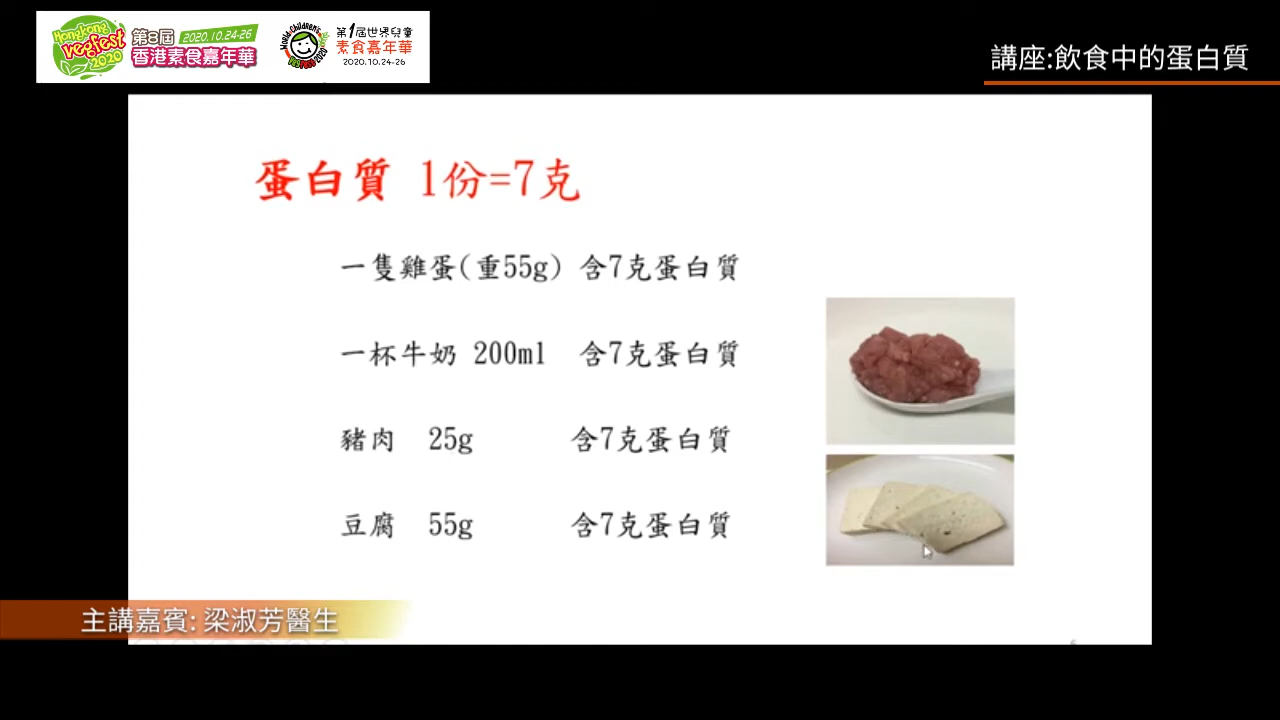 Hongkong
Vegfest
2020
第8屆
2020.10.24-26
香港素食嘉年華
World Children's
第1屆世界兒童
素食嘉年華
2020.10.24-26
講座:飲食中的蛋白質
蛋白質 1份=7克
一隻雞蛋(重55g) 含7克蛋白質
一杯牛奶 200ml 含7克蛋白質
豬肉 25g 含7克蛋白質
豆腐 55g 含7克蛋白質
主講嘉賓: 梁淑芳醫生